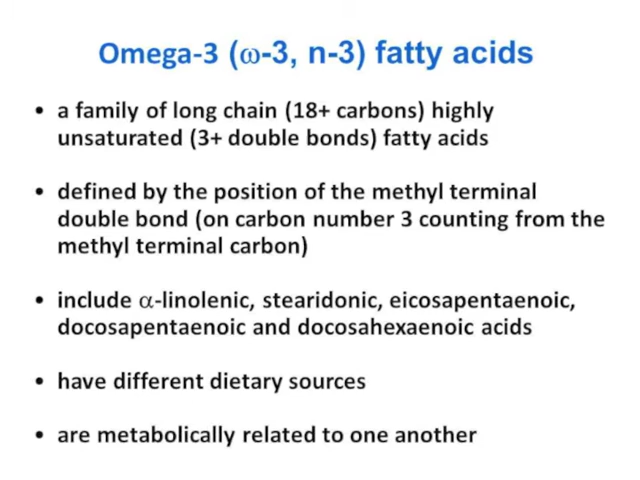 Omega-3 (ω-3, n-3) fatty acids
• a family of long chain (18+ carbons) highly
unsaturated (3+ double bonds) fatty acids
• defined by the position of the methyl terminal
double bond (on carbon number 3 counting from the
methyl terminal carbon)
• include α-linolenic, stearidonic, eicosapentaenoic,
docosapentaenoic and docosahexaenoic acids
• have different dietary sources
• are metabolically related to one another